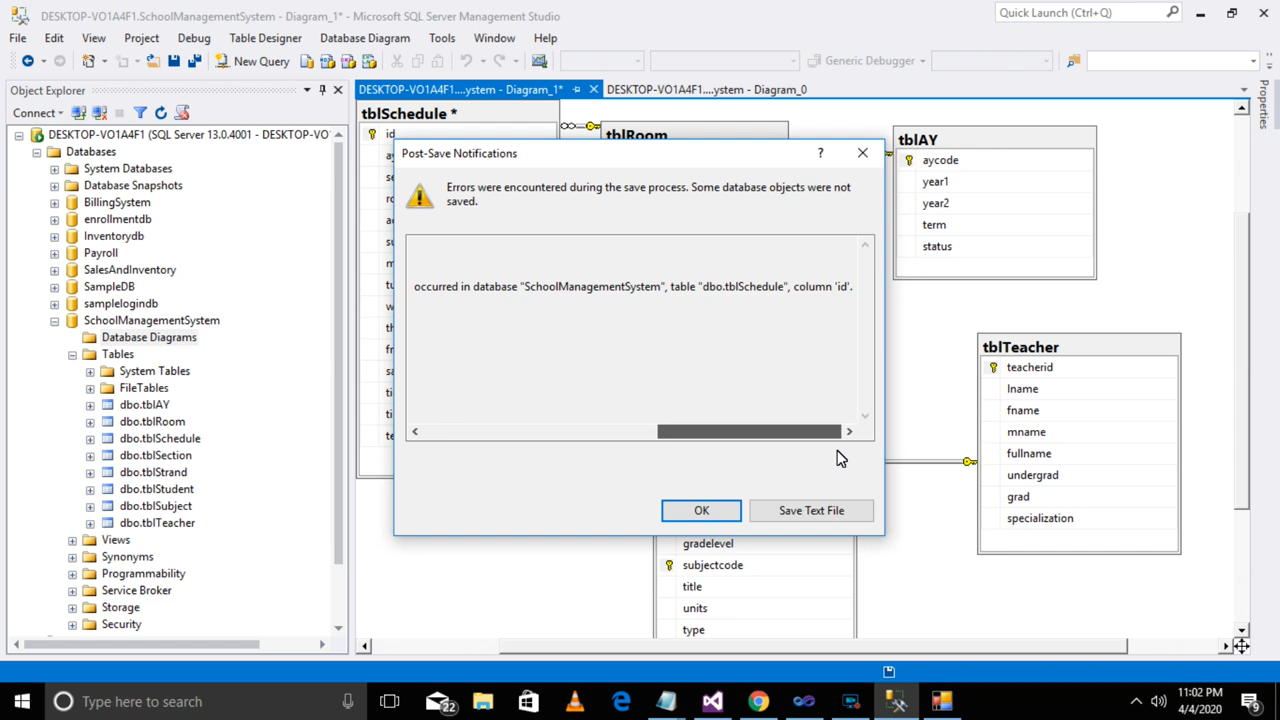 DESKTOP-VO1A4F1.SchoolManagementSystem - Diagram_1* - Microsoft SQL Server Management Studio
Quick Launch (Ctrl+Q)
File Edit View Project Debug Table Designer Database Diagram Tools Window Help
New Query
Generic Debugger
Object Explorer
DESKTOP-VO1A4F1....ystem - Diagram_1*
DESKTOP-VO1A4F1....ystem - Diagram_0
Properties
Connect
DESKTOP-VO1A4F1 (SQL Server 13.0.4001 - DESKTOP-VO
Databases
System Databases
Database Snapshots
BillingSystem
enrollmentdb
Inventorydb
Payroll
SalesAndInventory
SampleDB
samplelogindb
SchoolManagementSystem
Database Diagrams
Tables
System Tables
FileTables
dbo.tblAY
dbo.tblRoom
dbo.tblSchedule
dbo.tblSection
dbo.tblStrand
dbo.tblStudent
dbo.tblSubject
dbo.tblTeacher
Views
Synonyms
Programmability
Service Broker
Storage
Security
tblSchedule *
id
tblRoom
tblAY
aycode
year1
year2
term
status
Post-Save Notifications
?
Errors were encountered during the save process. Some database objects were not
saved.
occurred in database "SchoolManagementSystem", table "dbo.tblSchedule", column 'id'.
OK
Save Text File
tblTeacher
teacherid
lname
fname
mname
fullname
undergrad
grad
specialization
gradelevel
subjectcode
title
units
type
Type here to search
22
11:02 PM
4/4/2020
9